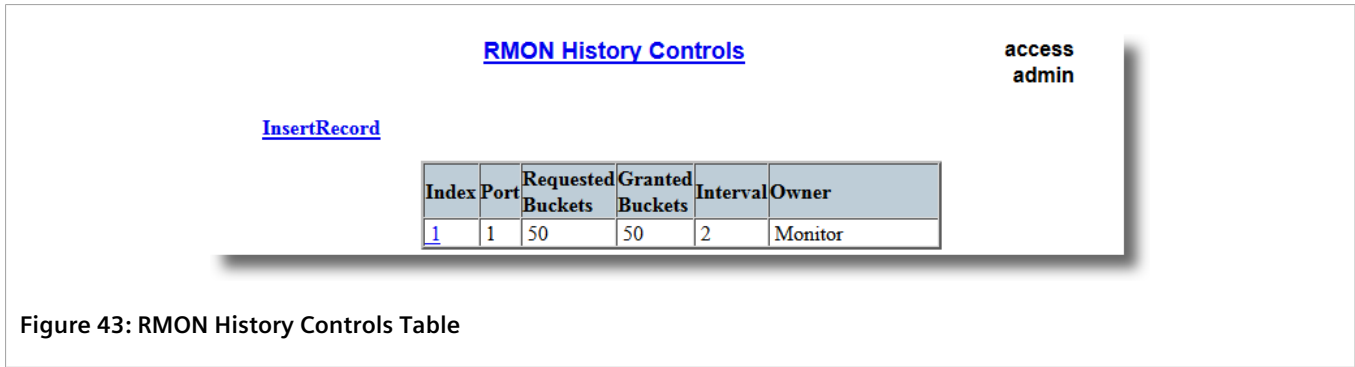 RMON History Controls
access
admin
InsertRecord
Index Port Requested Buckets Granted Buckets Interval Owner
1 1 50 50 2 Monitor
Figure 43: RMON History Controls Table